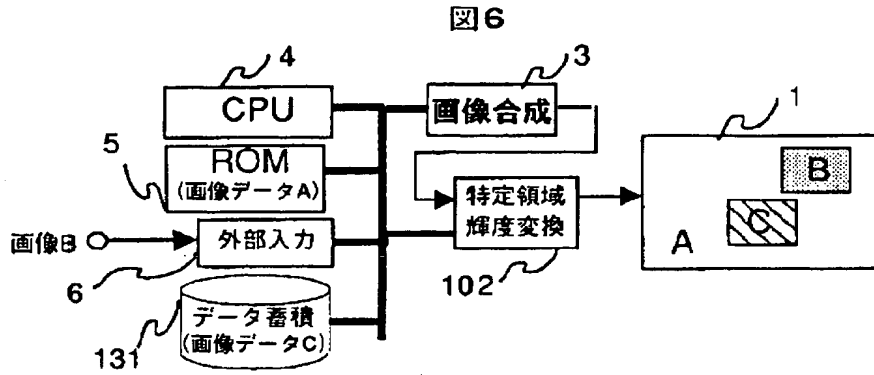 図6
4
CPU
5
ROM
(画像データA)
画像B
外部入力
6
データ蓄積
(画像データC)
131
3
画像合成
特定領域
輝度変換
102
1
B
C
A